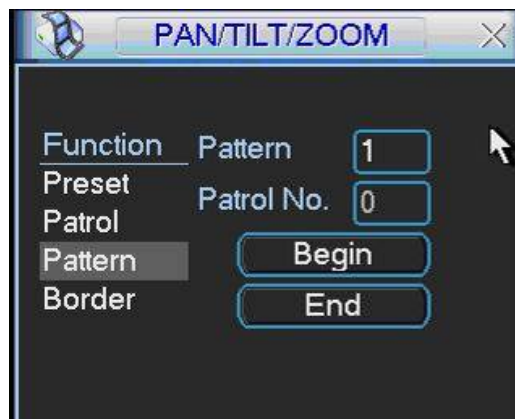 PAN/TILT/ZOOM
Function
Preset
Patrol
Pattern
Border
Pattern 1
Patrol No. 0
Begin
End